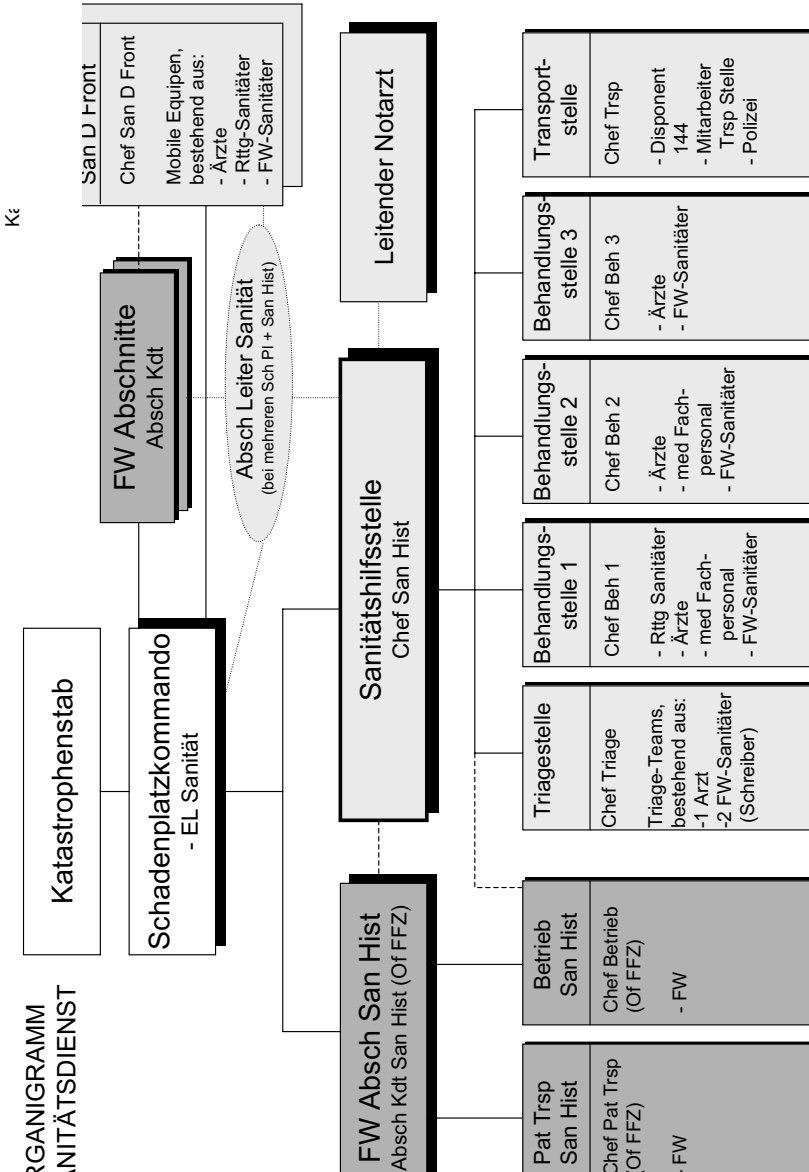 RGANIGRAMM
ANITÄTSDIENST
Katastrophenstab
Schadenplatzkommando
- EL Sanität
FW Abschnitte
Absch Kdt
San D Front
Chef San D Front
Mobile Equipen,
bestehend aus:
- Ärzte
- Rttg-Sanitäter
- FW-Sanitäter
Absch Leiter Sanität
(bei mehreren Sch Pl + San Hist)
FW Absch San Hist
Absch Kdt San Hist (Of FFZ)
Sanitätshilfsstelle
Chef San Hist
Leitender Notarzt
Pat Trsp
San Hist
Chef Pat Trsp
(Of FFZ)
- FW
Betrieb
San Hist
Chef Betrieb
(Of FFZ)
- FW
Triagestelle
Chef Triage
Triage-Teams,
bestehend aus:
-1 Arzt
-2 FW-Sanitäter
(Schreiber)
Behandlungs-
stelle 1
Chef Beh 1
- Rttg Sanitäter
- Ärzte
- med Fach-
personal
- FW-Sanitäter
Behandlungs-
stelle 2
Chef Beh 2
- Ärzte
- med Fach-
personal
- FW-Sanitäter
Behandlungs-
stelle 3
Chef Beh 3
- Ärzte
- FW-Sanitäter
Transport-
stelle
Chef Trsp
- Disponent
144
- Mitarbeiter
Trsp Stelle
- Polizei